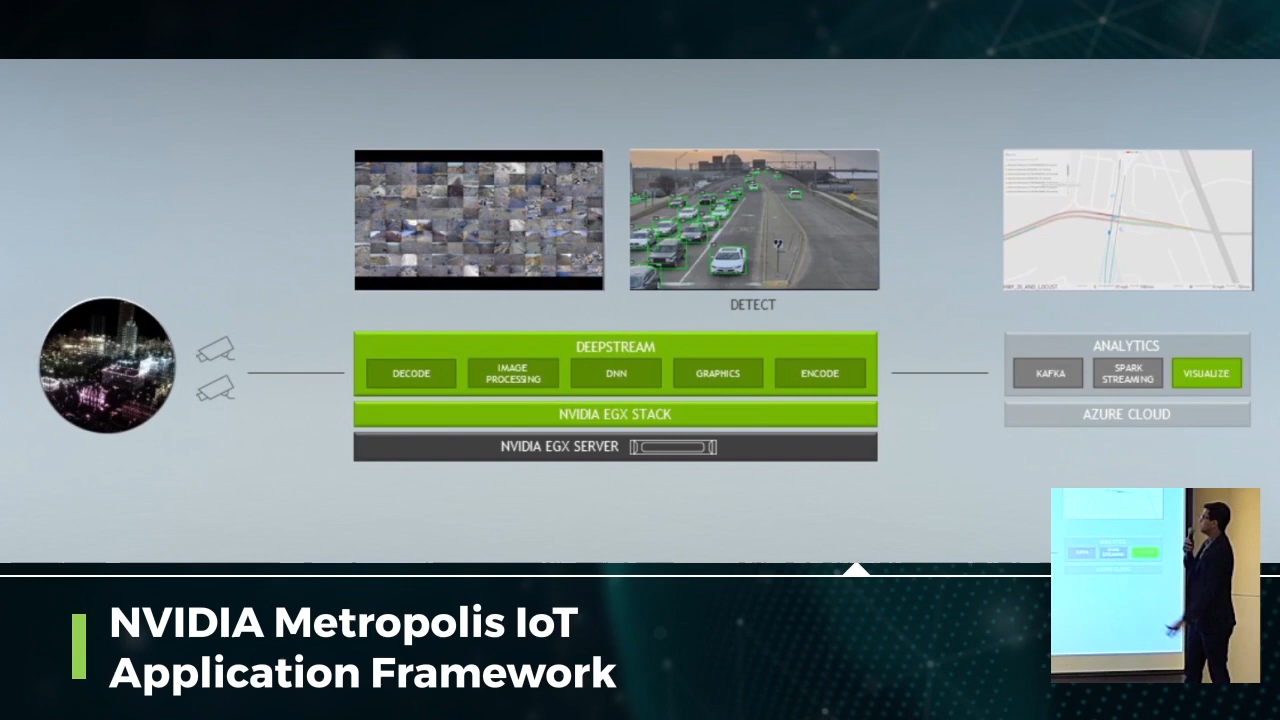 DETECT
DEEPSTREAM
DECODE
IMAGE
PROCESSING
DNN
GRAPHICS
ENCODE
NVIDIA EGX STACK
NVIDIA EGX SERVER
ANALYTICS
KAFKA
SPARK
STREAMING
VISUALIZE
AZURE CLOUD
NVIDIA Metropolis IoT
Application Framework